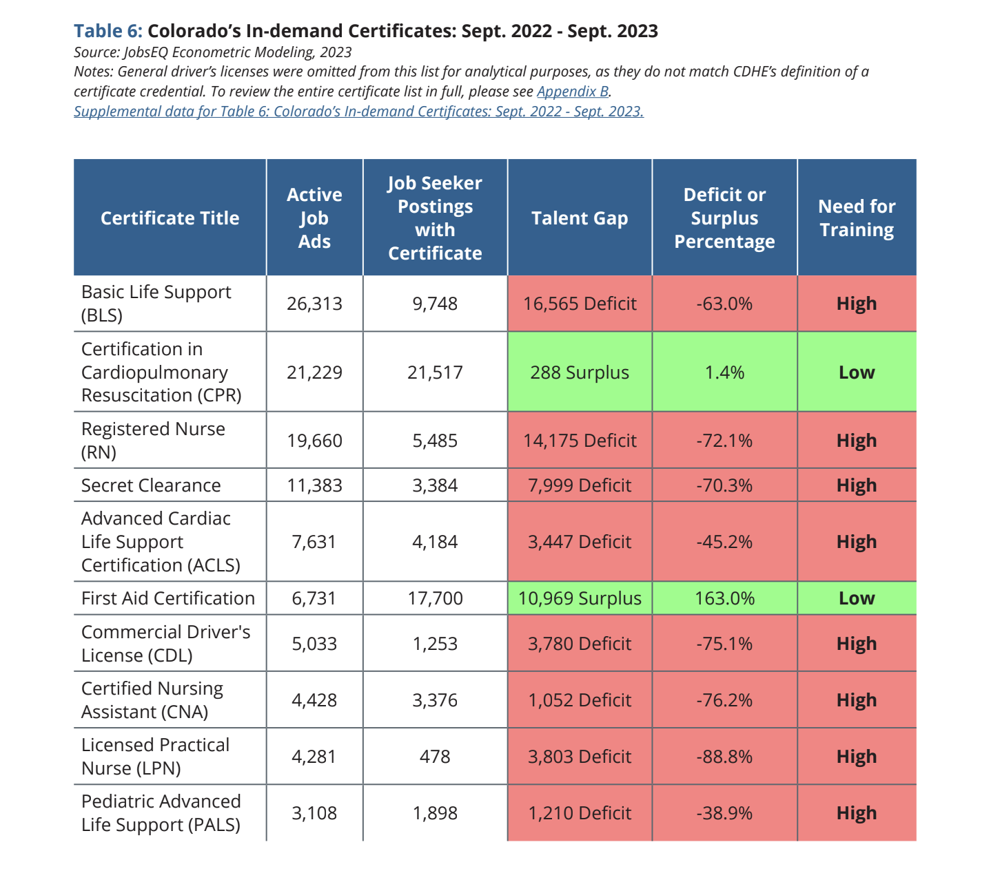 Table 6: Colorado’s In-demand Certificates: Sept. 2022 - Sept. 2023
Source: JobsEQ Econometric Modeling, 2023
Notes: General driver’s licenses were omitted from this list for analytical purposes, as they do not match CDHE’s definition of a
certificate credential. To review the entire certificate list in full, please see Appendix B.
Supplemental data for Table 6: Colorado’s In-demand Certificates: Sept. 2022 - Sept. 2023.
Certificate Title
Active
Job
Ads
Job Seeker
Postings
with
Certificate
Talent Gap
Deficit or
Surplus
Percentage
Need for
Training
Basic Life Support
(BLS)
26,313
9,748
16,565 Deficit
-63.0%
High
Certification in
Cardiopulmonary
Resuscitation (CPR)
21,229
21,517
288 Surplus
1.4%
Low
Registered Nurse
(RN)
19,660
5,485
14,175 Deficit
-72.1%
High
Secret Clearance
11,383
3,384
7,999 Deficit
-70.3%
High
Advanced Cardiac
Life Support
Certification (ACLS)
7,631
4,184
3,447 Deficit
-45.2%
High
First Aid Certification
6,731
17,700
10,969 Surplus
163.0%
Low
Commercial Driver's
License (CDL)
5,033
1,253
3,780 Deficit
-75.1%
High
Certified Nursing
Assistant (CNA)
4,428
3,376
1,052 Deficit
-76.2%
High
Licensed Practical
Nurse (LPN)
4,281
478
3,803 Deficit
-88.8%
High
Pediatric Advanced
Life Support (PALS)
3,108
1,898
1,210 Deficit
-38.9%
High